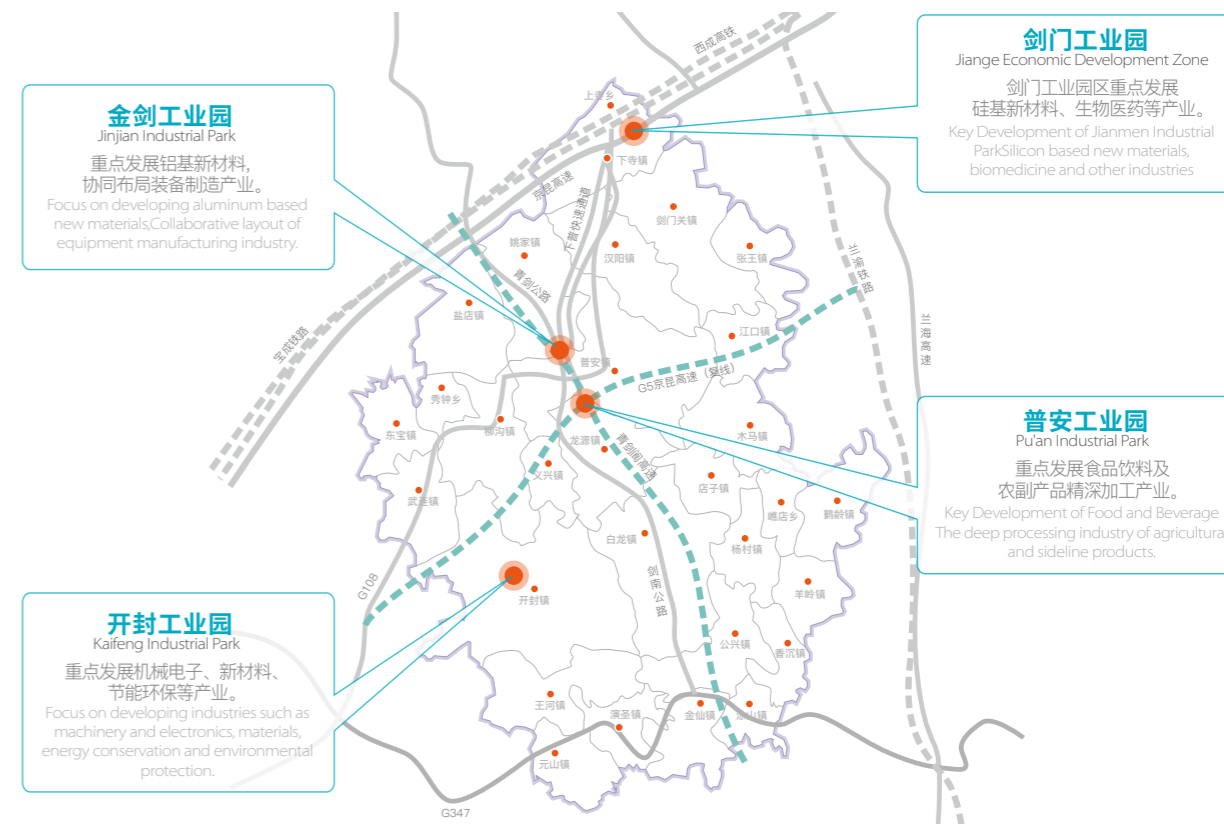 金剑工业园
Jinjian Industrial Park
重点发展铝基新材料,
协同布局装备制造产业。
Focus on developing aluminum based
new materials,Collaborative layout of
equipment manufacturing industry.
剑门工业园
Jiange Economic Development Zone
剑门工业园区重点发展
硅基新材料、生物医药等产业。
Key Development of Jianmen Industrial
ParkSilicon based new materials,
biomedicine and other industries
普安工业园
Pu'an Industrial Park
重点发展食品饮料及
农副产品精深加工产业。
Key Development of Food and Beverage
The deep processing industry of agricultura
and sideline products.
开封工业园
Kaifeng Industrial Park
重点发展机械电子、新材料、
节能环保等产业。
Focus on developing industries such as
machinery and electronics, materials,
energy conservation and environmental
protection.
西成高铁
京昆高速
宝成铁路
下普快速通道
青剑公路
兰渝铁路
兰海高速
G5京昆高速（复线）
青剑阆高速
剑南公路
G108
G347
下寺镇
剑门关镇
汉阳镇
张王镇
姚家镇
盐店镇
江口镇
普安镇
秀钟乡
东宝镇
柳沟镇
龙源镇
木马镇
义兴镇
武连镇
店子镇
鹤龄镇
白龙镇
杨村镇
开封镇
羊岭镇
公兴镇
香沉镇
王河镇
演圣镇
金仙镇
元山镇